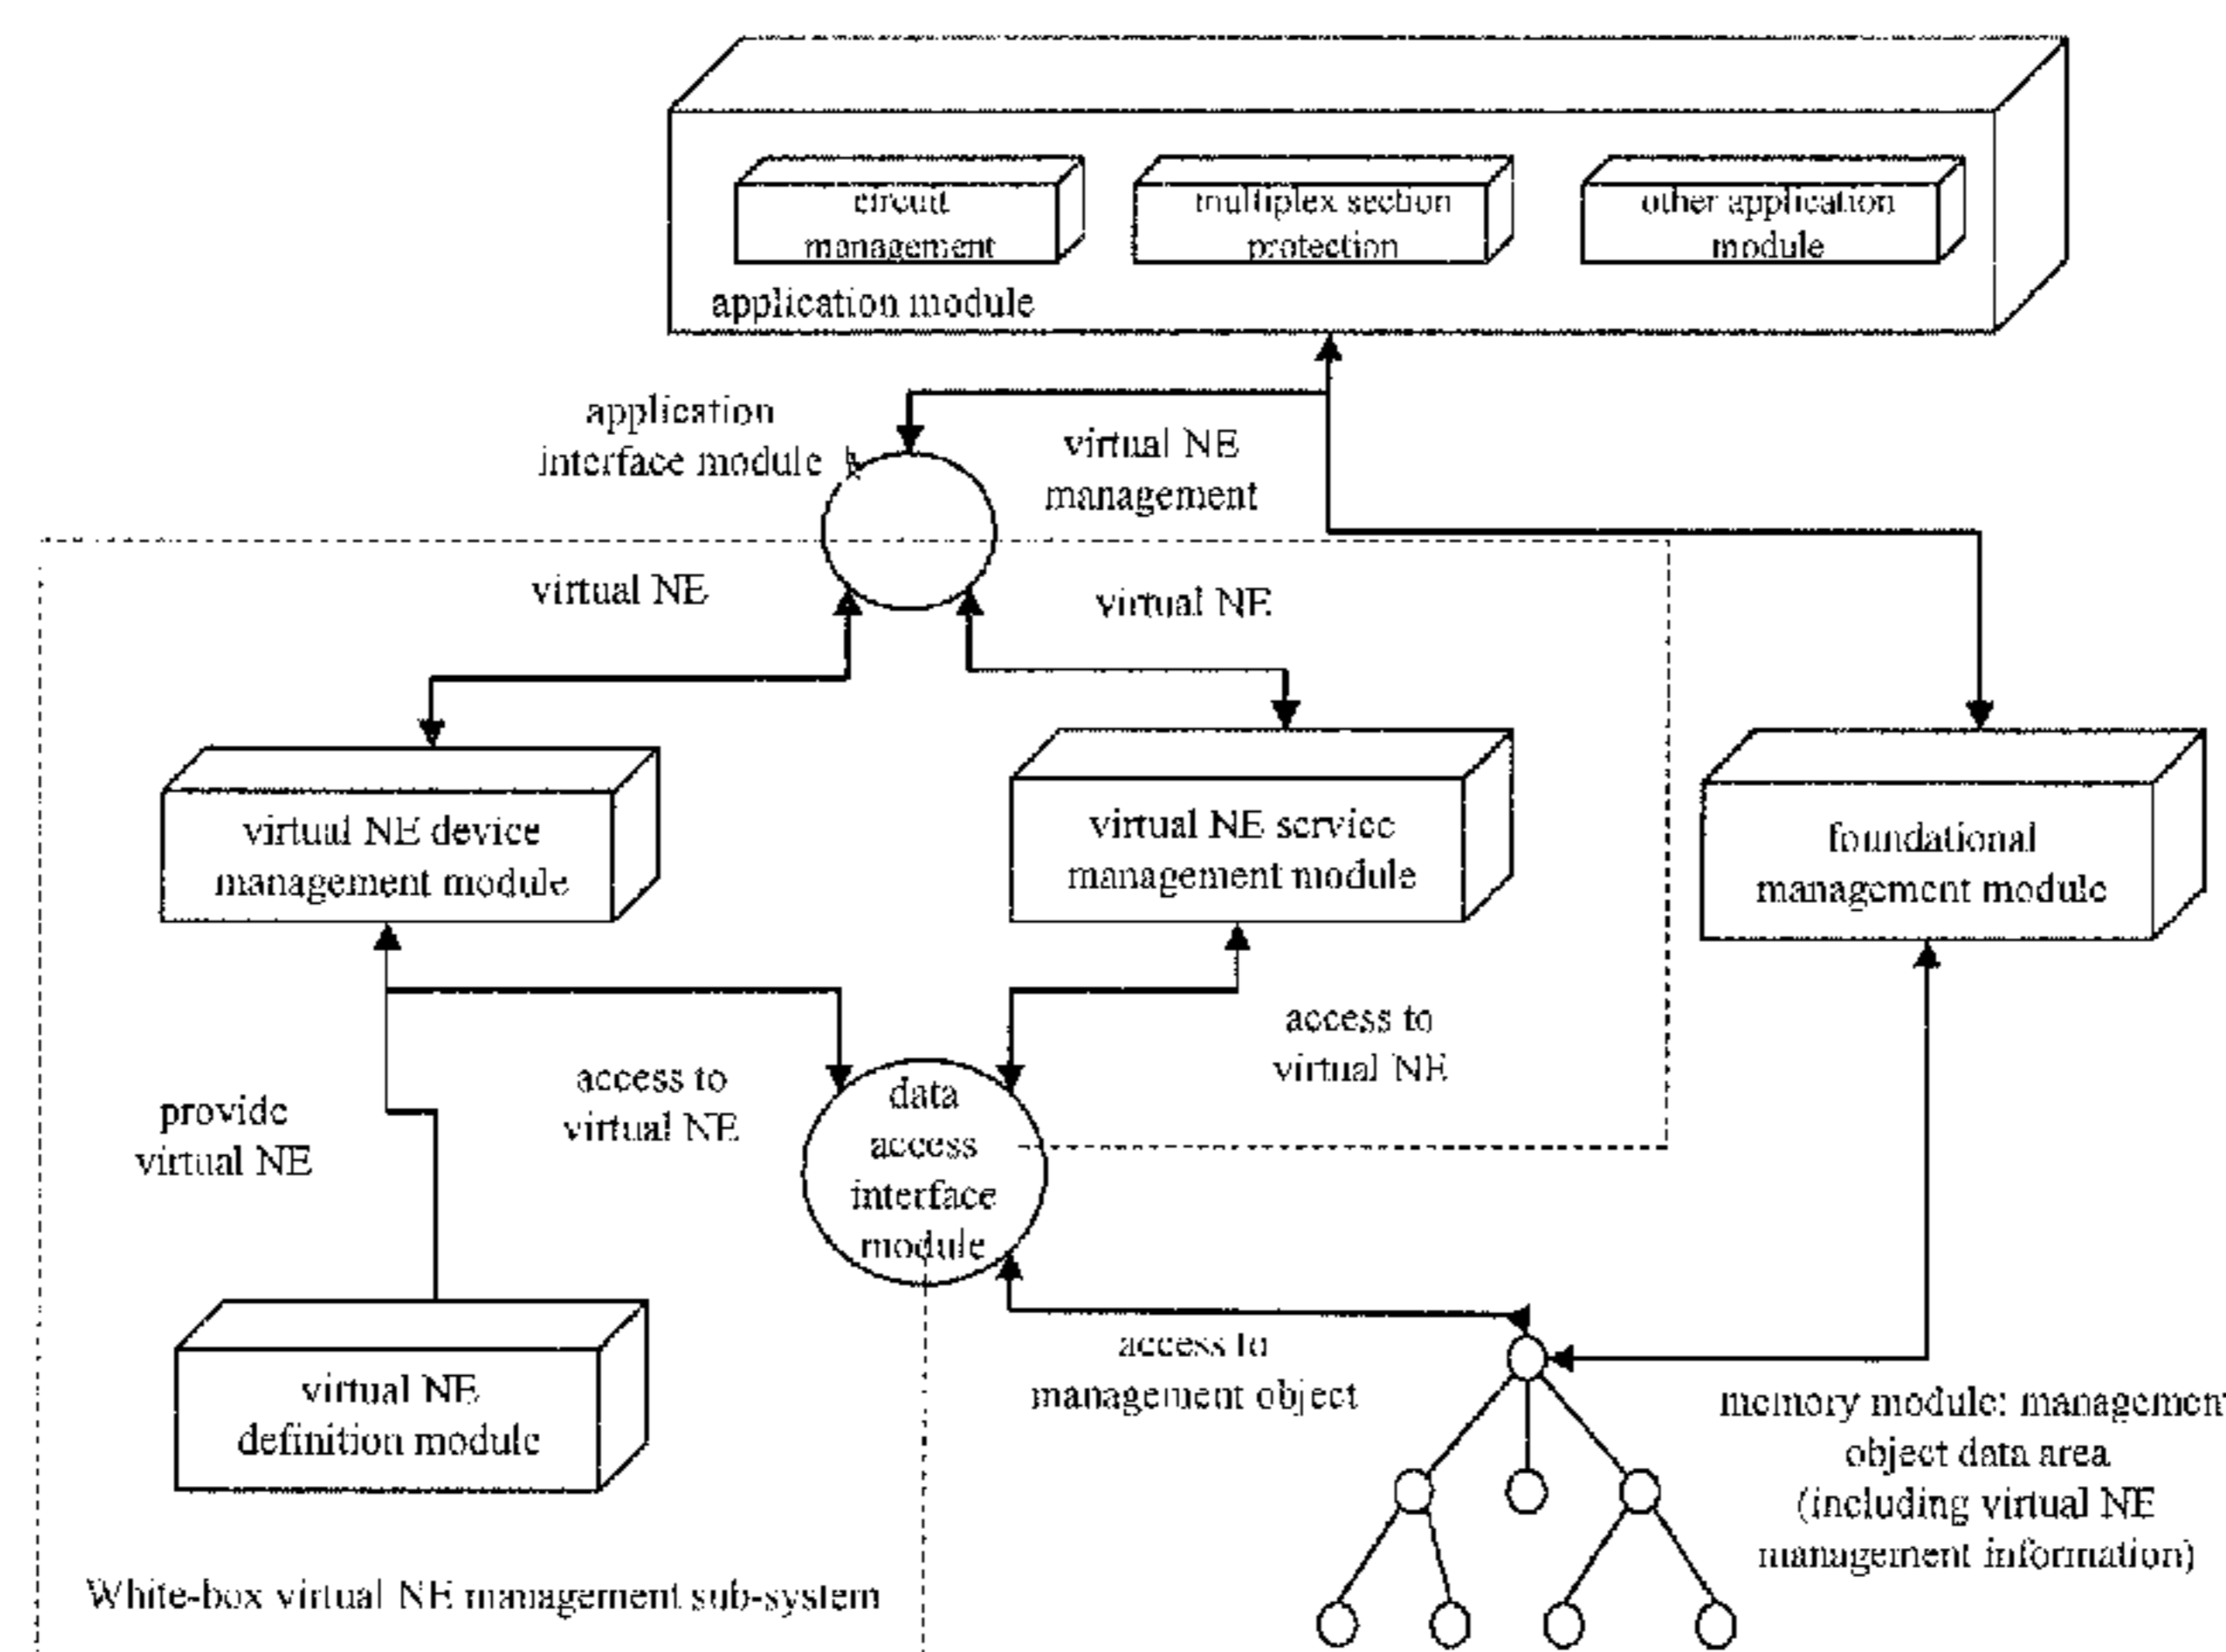 circuit
management
multiplex section
protection
other application
module
application module
application
interface module
virtual NE
management
virtual NE
virtual NE
virtual NE device
management module
virtual NE service
management module
foundational
management module
access to
virtual NE
access to
virtual NE
provide
virtual NE
data
access
interface
module
access to
management object
virtual NE
definition module
memory module: management
object data area
(including virtual NE
management information)
White-box virtual NE management sub-system